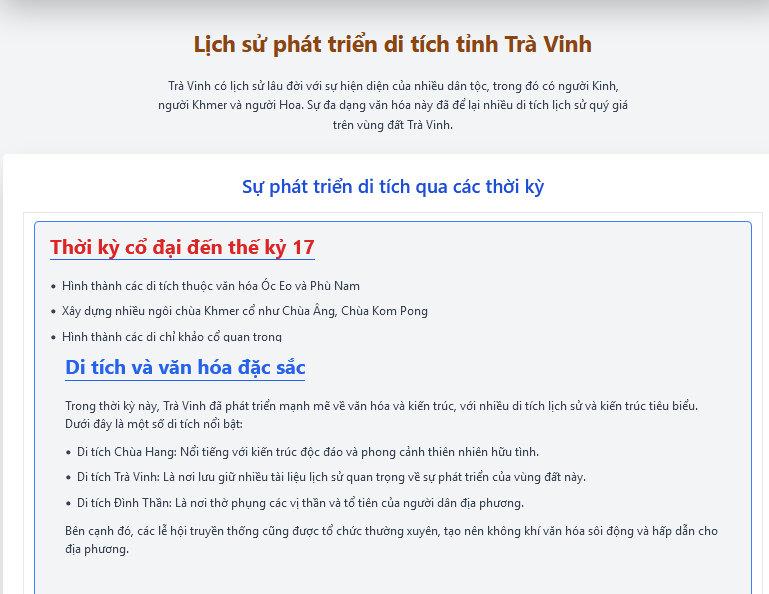 Lịch sử phát triển di tích tỉnh Trà Vinh
Trà Vinh có lịch sử lâu đời với sự hiện diện của nhiều dân tộc, trong đó có người Kinh,
người Khmer và người Hoa. Sự đa dạng văn hóa này đã để lại nhiều di tích lịch sử quý giá
trên vùng đất Trà Vinh.
Sự phát triển di tích qua các thời kỳ
Thời kỳ cổ đại đến thế kỷ 17
• Hình thành các di tích thuộc văn hóa Óc Eo và Phù Nam
• Xây dựng nhiều ngôi chùa Khmer cổ như Chùa Âng, Chùa Kom Pong
• Hình thành các di chỉ khảo cổ quan trọng
Di tích và văn hóa đặc sắc
Trong thời kỳ này, Trà Vinh đã phát triển mạnh mẽ về văn hóa và kiến trúc, với nhiều di tích lịch sử và kiến trúc tiêu biểu.
Dưới đây là một số di tích nổi bật:
• Di tích Chùa Hang: Nổi tiếng với kiến trúc độc đáo và phong cảnh thiên nhiên hữu tình.
• Di tích Trà Vinh: Là nơi lưu giữ nhiều tài liệu lịch sử quan trọng về sự phát triển của vùng đất này.
• Di tích Đình Thần: Là nơi thờ phụng các vị thần và tổ tiên của người dân địa phương.
Bên cạnh đó, các lễ hội truyền thống cũng được tổ chức thường xuyên, tạo nên không khí văn hóa sôi động và hấp dẫn cho
địa phương.